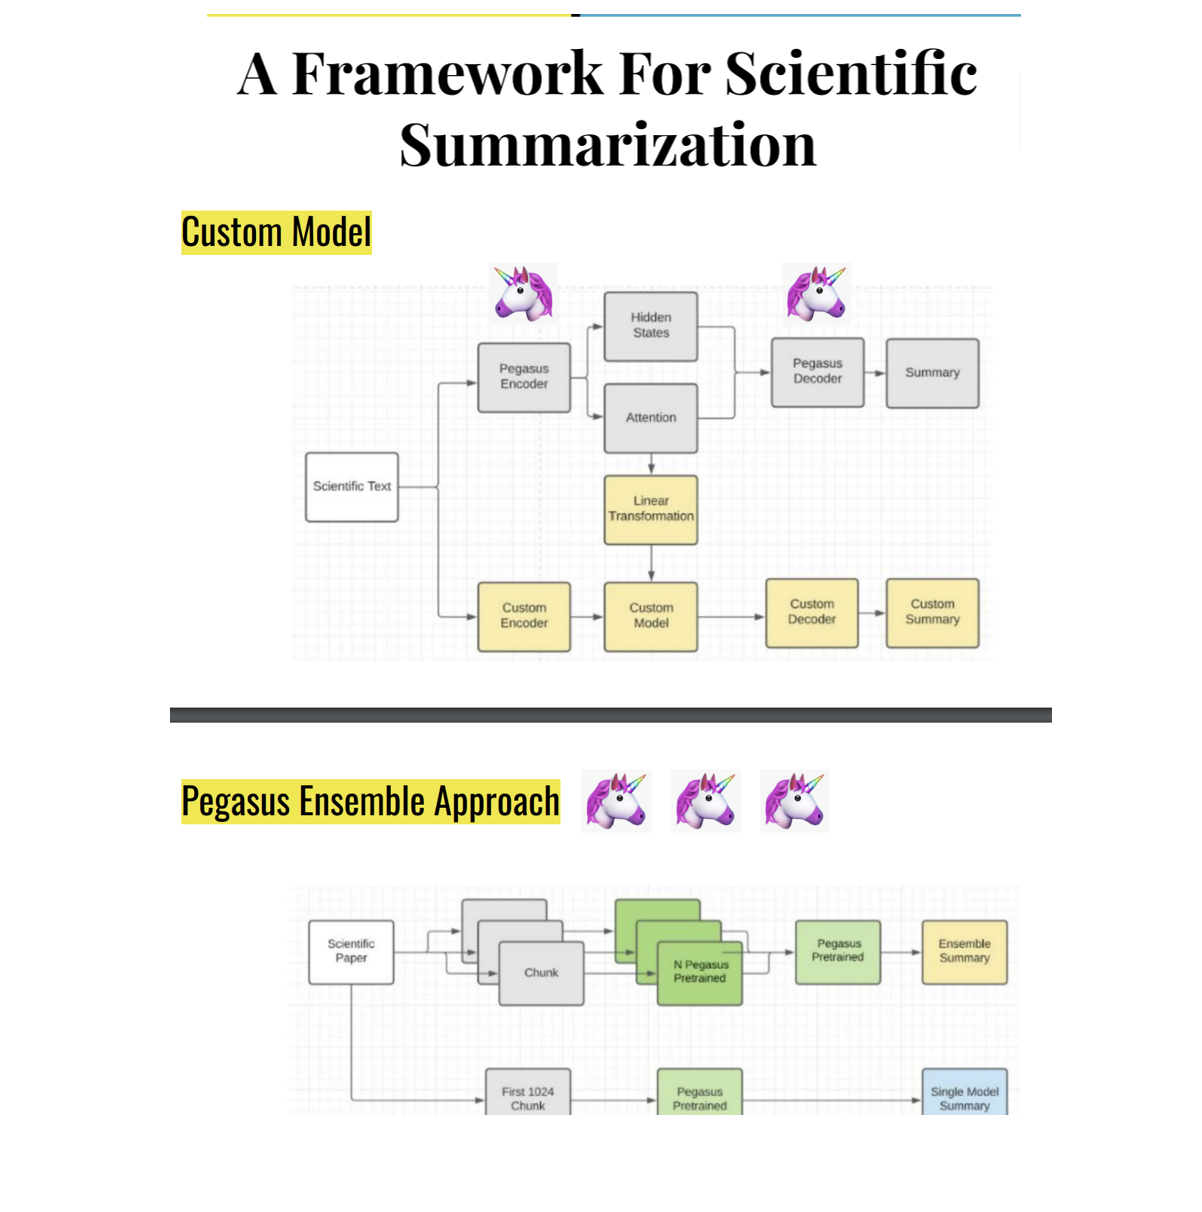 A Framework For Scientific
Summarization
Custom Model
Hidden
States
Pegasus
Encoder
Pegasus
Decoder
Summary
Attention
Scientific Text
Linear
Transformation
Custom
Encoder
Custom
Model
Custom
Decoder
Custom
Summary
Pegasus Ensemble Approach
Scientific
Paper
Chunk
N Pegasus
Pretrained
Pegasus
Pretrained
Ensemble
Summary
First 1024
Chunk
Pegasus
Pretrained
Single Model
Summary